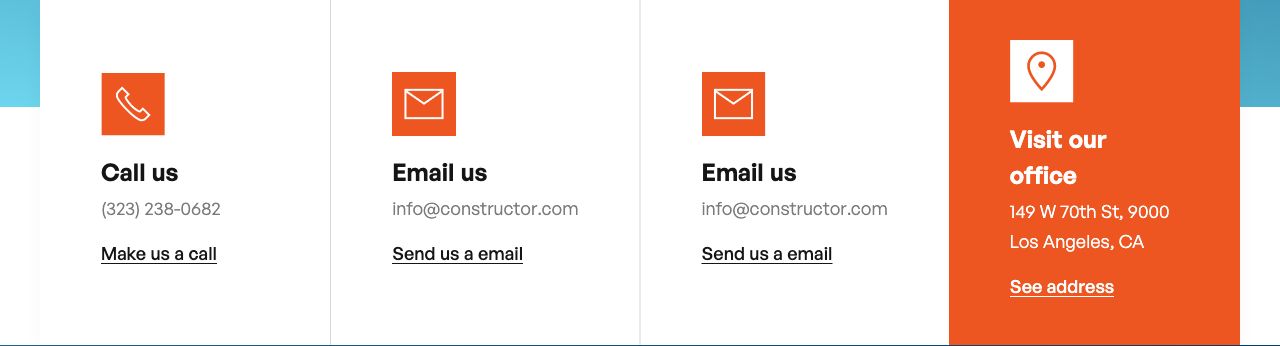 Call us
(323) 238-0682
Make us a call
Email us
info@constructor.com
Send us a email
Email us
info@constructor.com
Send us a email
Visit our
office
149 W 70th St, 9000
Los Angeles, CA
See address